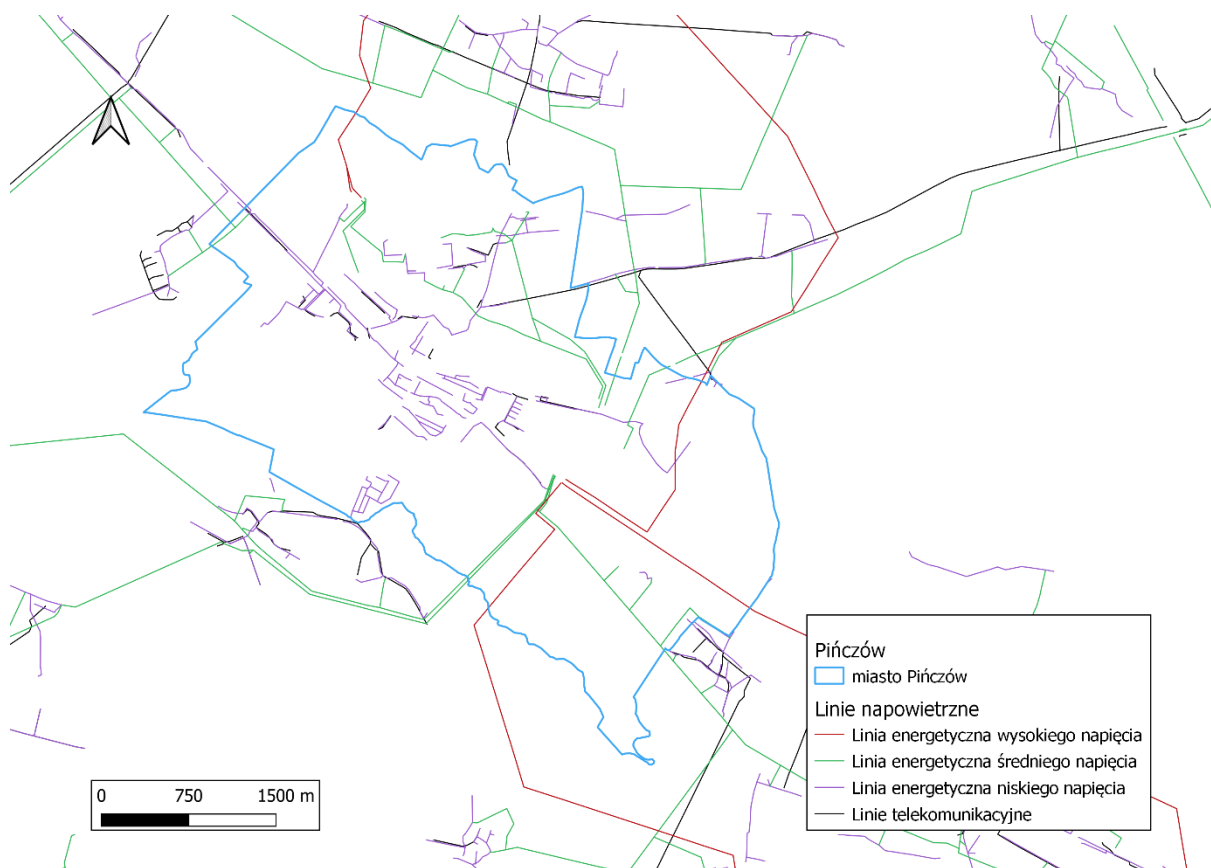 Pińczów
miasto Pińczów
Linie napowietrzne
Linia energetyczna wysokiego napięcia
Linia energetyczna średniego napięcia
Linia energetyczna niskiego napięcia
Linie telekomunikacyjne
0 750 1500 m